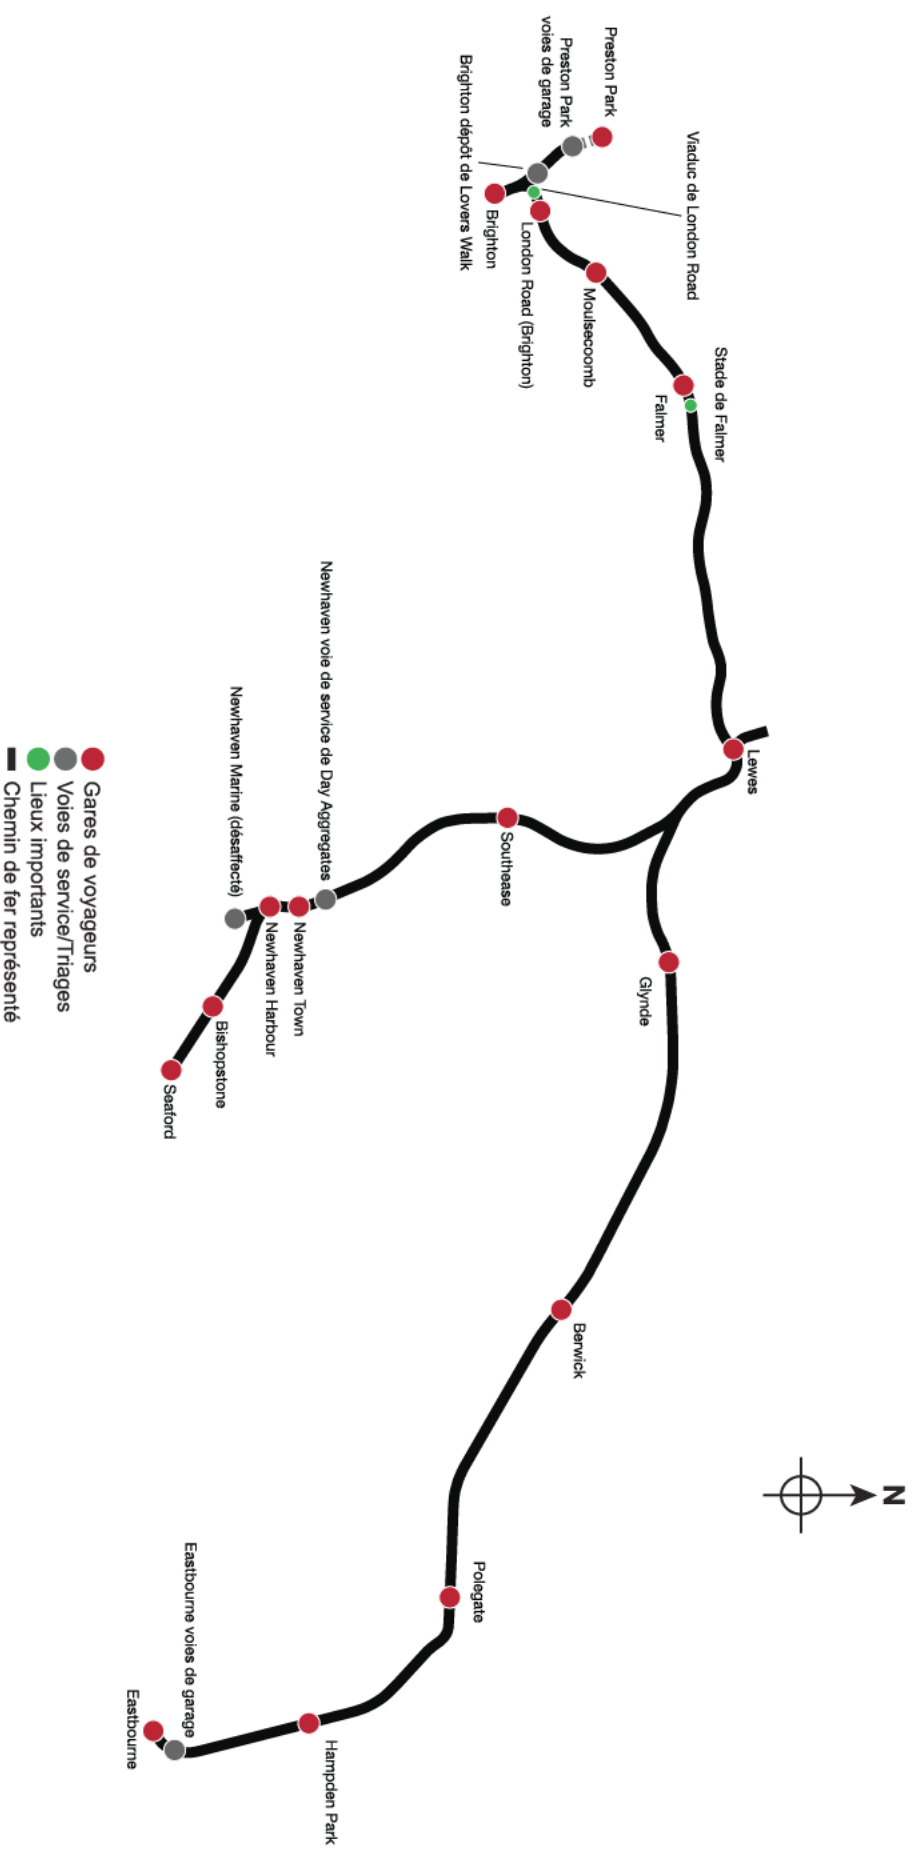 Preston Park
Preston Park
voies de garage
Brighton dépôt de Lovers Walk
Viaduc de London Road
Brighton
London Road (Brighton)
Moulsecoomb
Stade de Falmer
Falmer
Lewes
Newhaven voie de service de Day Aggregates
Newhaven Marine (désaffecté)
Southease
Newhaven Town
Newhaven Harbour
Bishopstone
Seaford
Glynde
Berwick
Polegate
Hampden Park
Eastbourne voies de garage
Eastbourne
N
Gares de voyageurs
Voies de service/Triages
Lieux importants
Chemin de fer représenté